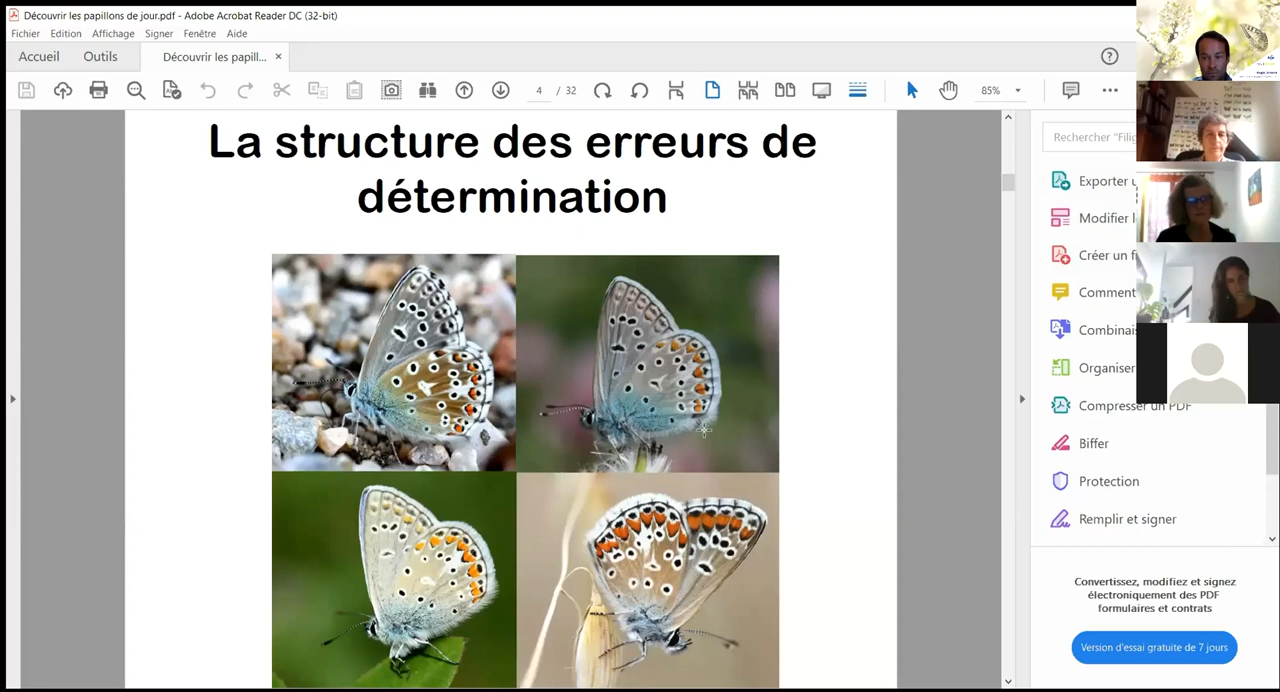 Découvrir les papillons de jour.pdf - Adobe Acrobat Reader DC (32-bit)
Fichier Edition Affichage Signer Fenêtre Aide
Accueil Outils Découvrir les papill... ×
4 / 32 85%
La structure des erreurs de
détermination
Rechercher "Fili
Exporter u
Modifier l
Créer un fi
Comment
Combinai
Organiser
Compresser un PDF
Biffer
Protection
Remplir et signer
Convertissez, modifiez et signez
électroniquement des PDF
formulaires et contrats
Version d'essai gratuite de 7 jours